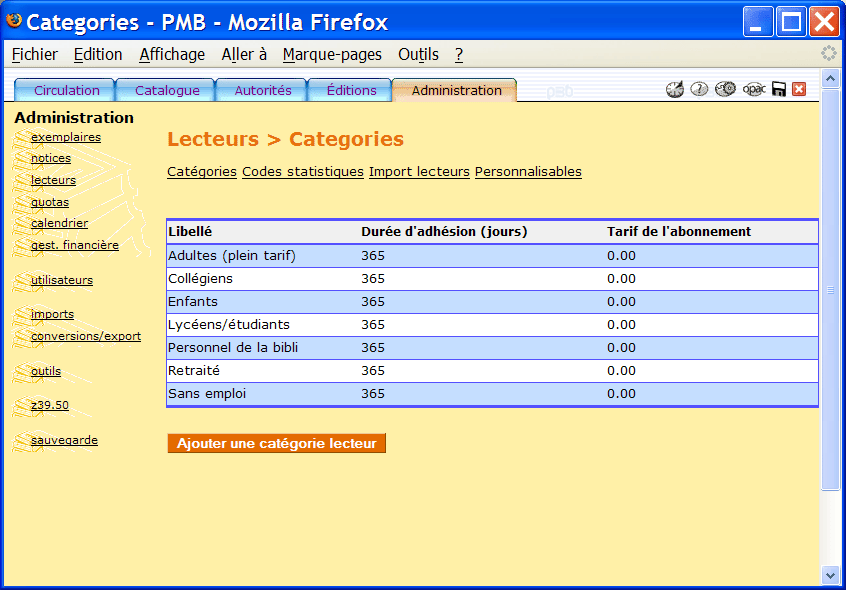 Categories - PMB - Mozilla Firefox
Fichier Edition Affichage Aller à Marque-pages Outils ?
Circulation Catalogue Autorités Éditions Administration opac
Administration
exemplaires
notices
lecteurs
quotas
calendrier
gest. financière
utilisateurs
imports
conversions/export
outils
z39.50
sauvegarde
Lecteurs > Categories
Catégories Codes statistiques Import lecteurs Personnalisables
Libellé Durée d'adhésion (jours) Tarif de l'abonnement
Adultes (plein tarif) 365 0.00
Collégiens 365 0.00
Enfants 365 0.00
Lycéens/étudiants 365 0.00
Personnel de la bibli 365 0.00
Retraité 365 0.00
Sans emploi 365 0.00
Ajouter une catégorie lecteur